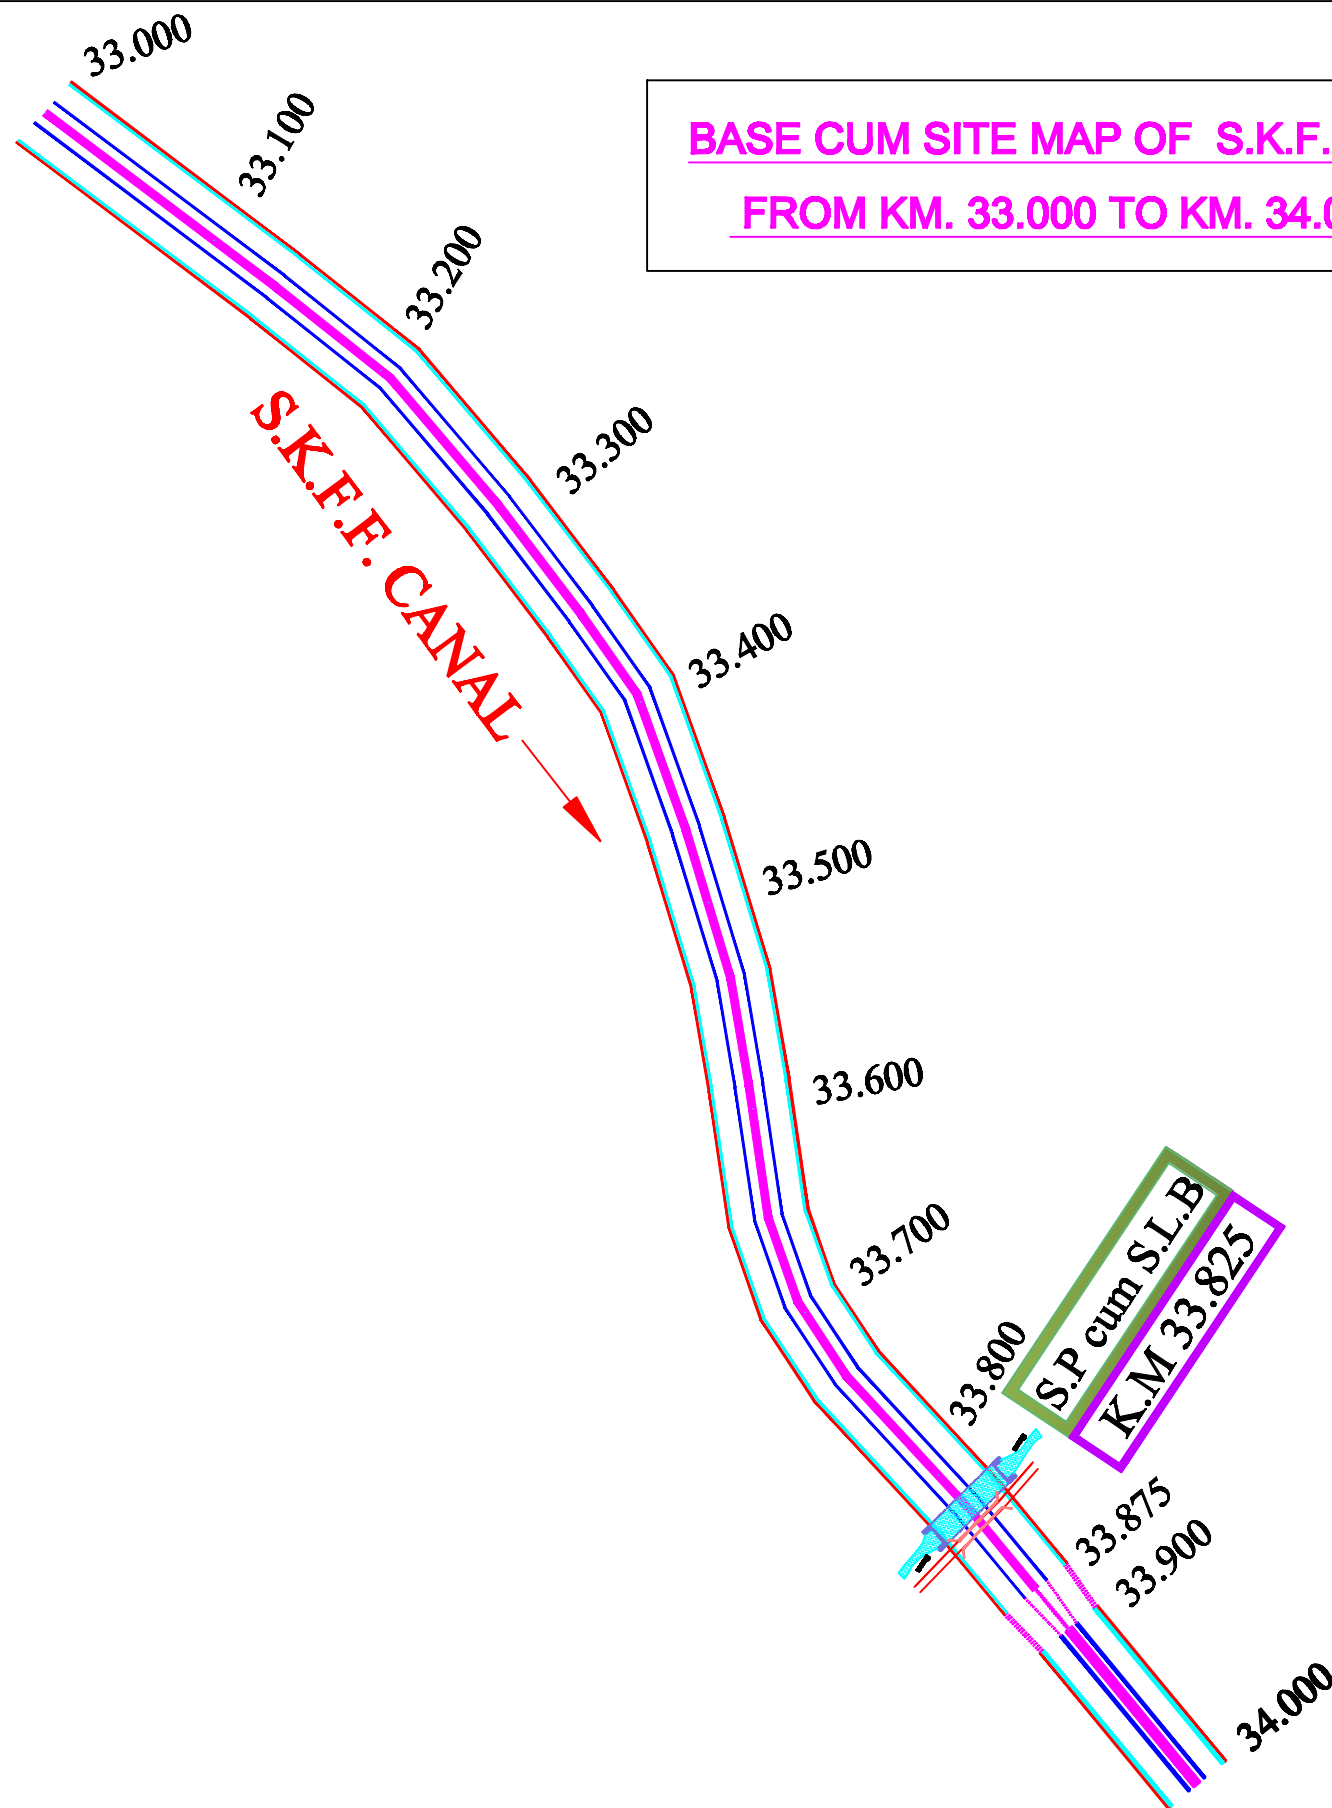 33.000
BASE CUM SITE MAP OF S.K.F.
FROM KM. 33.000 TO KM. 34.0
33.100
33.200
33.300
S.K.F.F. CANAL
33.400
33.500
33.600
33.700
S.P cum S.L.B
K.M 33.825
33.800
33.875
33.900
34.000